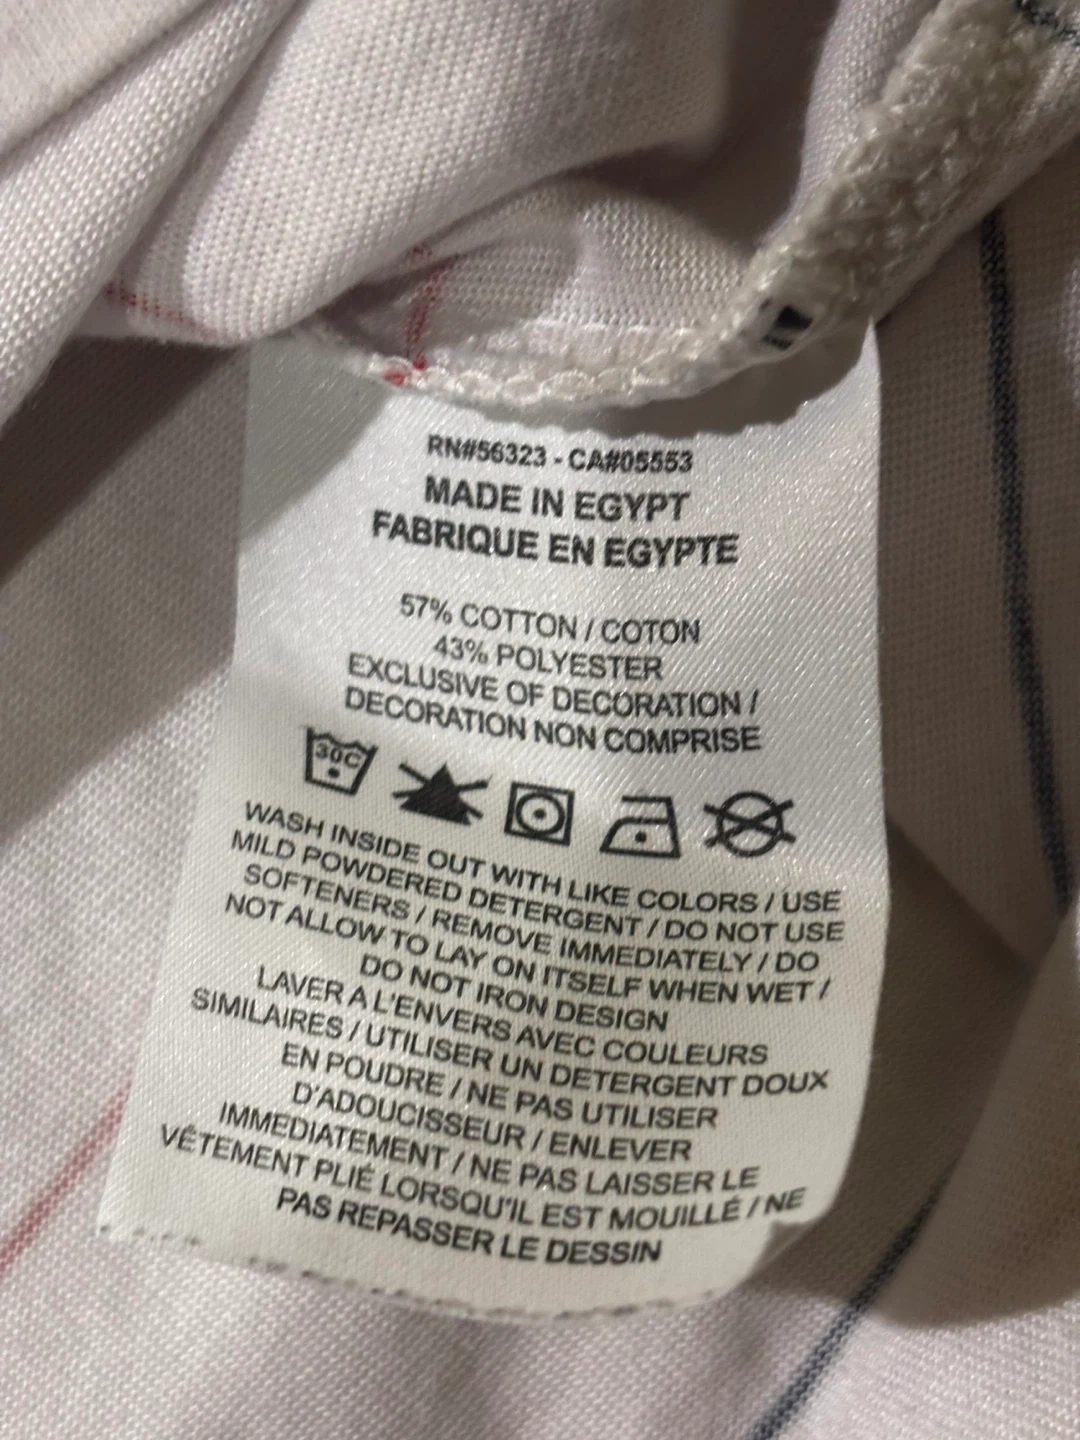 RN#56323 - CA#05553
MADE IN EGYPT
FABRIQUE EN EGYPTE
57% COTTON / COTON
43% POLYESTER
EXCLUSIVE OF DECORATION /
DECORATION NON COMPRISE
30C
WASH INSIDE OUT WITH LIKE COLORS / USE
MILD POWDERED DETERGENT / DO NOT USE
SOFTENERS / REMOVE IMMEDIATELY / DO
NOT ALLOW TO LAY ON ITSELF WHEN WET /
DO NOT IRON DESIGN
LAVER A L'ENVERS AVEC COULEURS
SIMILAIRES / UTILISER UN DETERGENT DOUX
EN POUDRE / NE PAS UTILISER
D'ADOUCISSEUR / ENLEVER
IMMEDIATEMENT / NE PAS LAISSER LE
VÊTEMENT PLIÉ LORSQU'IL EST MOUILLÉ / NE
PAS REPASSER LE DESSIN